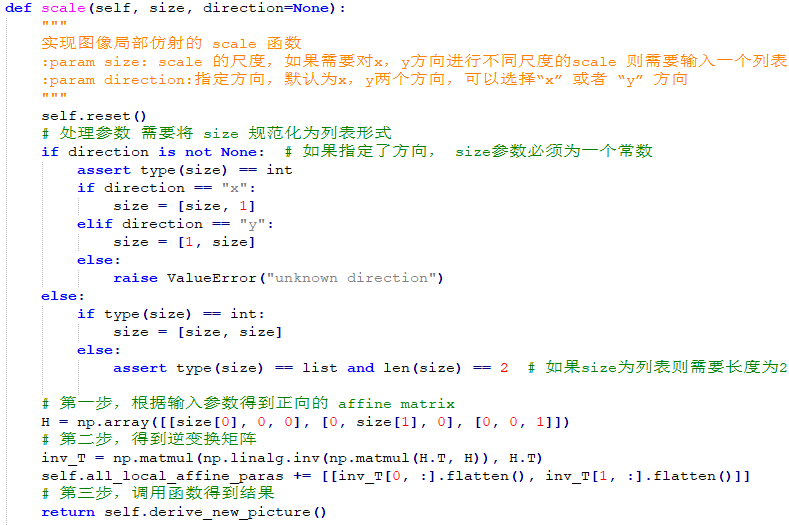 def scale(self, size, direction=None):
    """
    实现图像局部仿射的 scale 函数
    :param size: scale 的尺度，如果需要对x，y方向进行不同尺度的scale 则需要输入一个列表
    :param direction:指定方向，默认为x，y两个方向，可以选择“x” 或者 “y” 方向
    """
    self.reset()
    # 处理参数 需要将 size 规范化为列表形式
    if direction is not None:  # 如果指定了方向， size参数必须为一个常数
        assert type(size) == int
        if direction == "x":
            size = [size, 1]
        elif direction == "y":
            size = [1, size]
        else:
            raise ValueError("unknown direction")
    else:
        if type(size) == int:
            size = [size, size]
        else:
            assert type(size) == list and len(size) == 2  # 如果size为列表则需要长度为2
    # 第一步，根据输入参数得到正向的 affine matrix
    H = np.array([[size[0], 0, 0], [0, size[1], 0], [0, 0, 1]])
    # 第二步，得到逆变换矩阵
    inv_T = np.matmul(np.linalg.inv(np.matmul(H.T, H)), H.T)
    self.all_local_affine_paras += [[inv_T[0, :].flatten(), inv_T[1, :].flatten()]]
    # 第三步，调用函数得到结果
    return self.derive_new_picture()